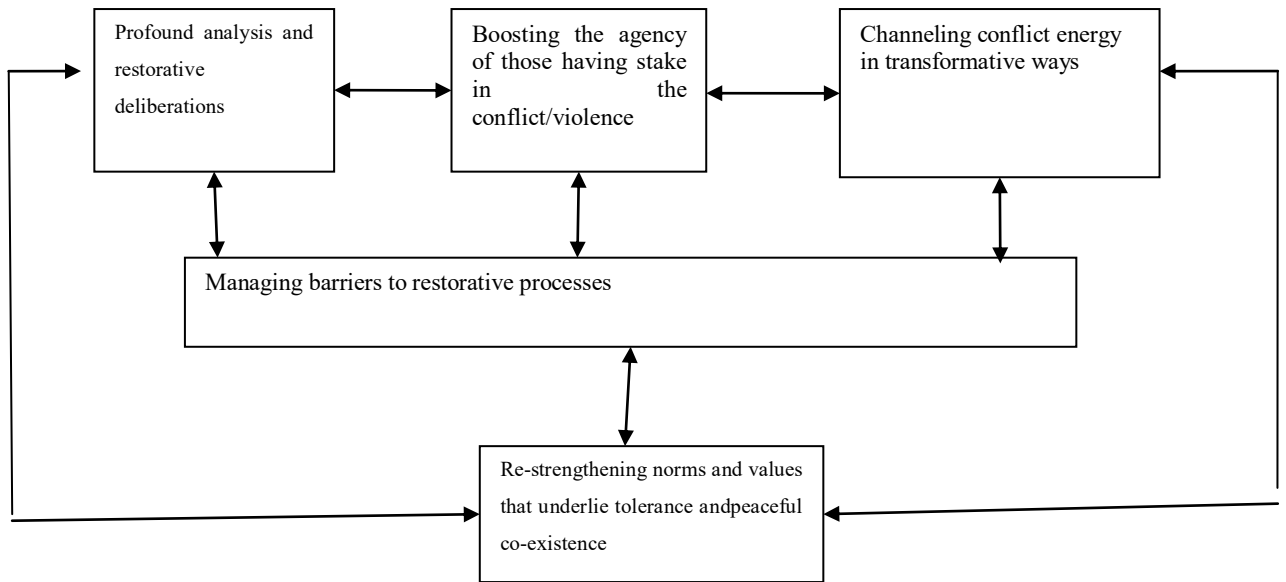 Profound analysis and
restorative
deliberations
Boosting the agency
of those having stake
in the
conflict/violence
Channeling conflict energy
in transformative ways
Managing barriers to restorative processes
Re-strengthening norms and values
that underlie tolerance andpeaceful
co-existence